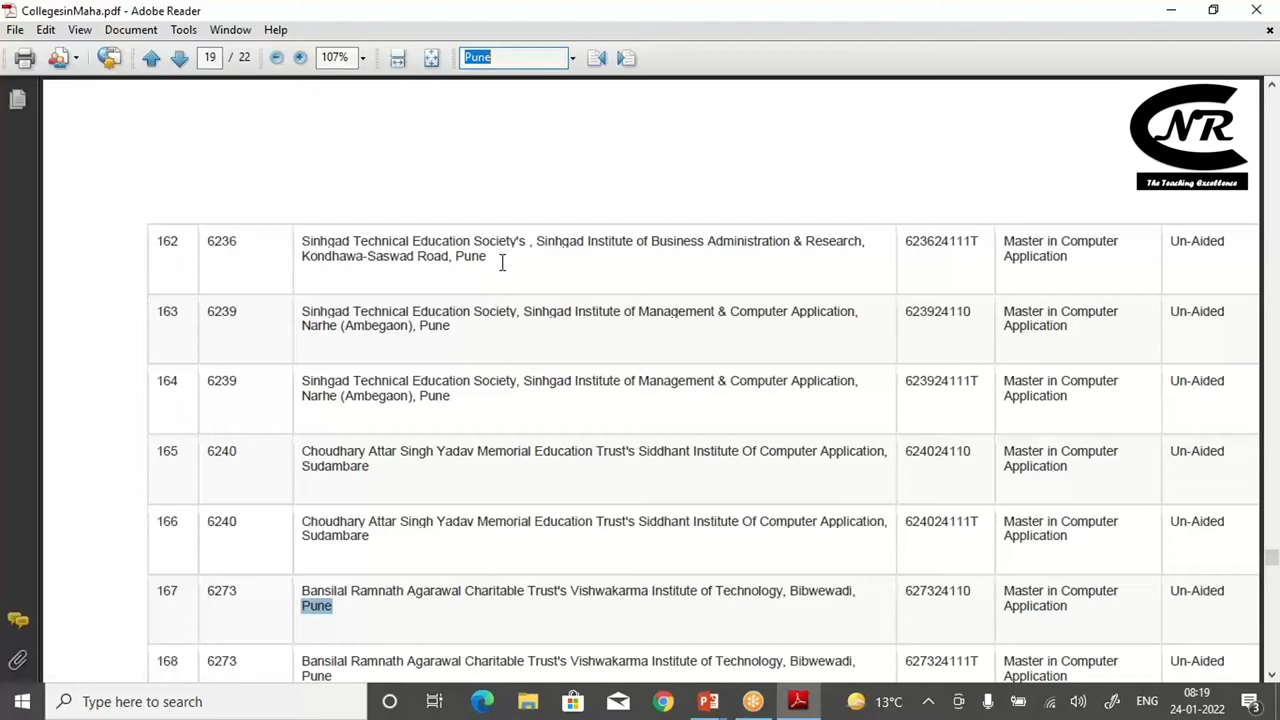 CollegesinMaha.pdf - Adobe Reader
File Edit View Document Tools Window Help
19 / 22 107% Pune
NR
The Teaching Excellence
162 6236 Sinhgad Technical Education Society's , Sinhgad Institute of Business Administration & Research, 623624111T Master in Computer Un-Aided
Kondhawa-Saswad Road, Pune Application
163 6239 Sinhgad Technical Education Society, Sinhgad Institute of Management & Computer Application, 623924110 Master in Computer Un-Aided
Narhe (Ambegaon), Pune Application
164 6239 Sinhgad Technical Education Society, Sinhgad Institute of Management & Computer Application, 623924111T Master in Computer Un-Aided
Narhe (Ambegaon), Pune Application
165 6240 Choudhary Attar Singh Yadav Memorial Education Trust's Siddhant Institute Of Computer Application, 624024110 Master in Computer Un-Aided
Sudambare Application
166 6240 Choudhary Attar Singh Yadav Memorial Education Trust's Siddhant Institute Of Computer Application, 624024111T Master in Computer Un-Aided
Sudambare Application
167 6273 Bansilal Ramnath Agarawal Charitable Trust's Vishwakarma Institute of Technology, Bibwewadi, 627324110 Master in Computer Un-Aided
Pune Application
168 6273 Bansilal Ramnath Agarawal Charitable Trust's Vishwakarma Institute of Technology, Bibwewadi, 627324111T Master in Computer Un-Aided
Pune Application
Type here to search 13°C ENG 08:19
24-01-2022 3